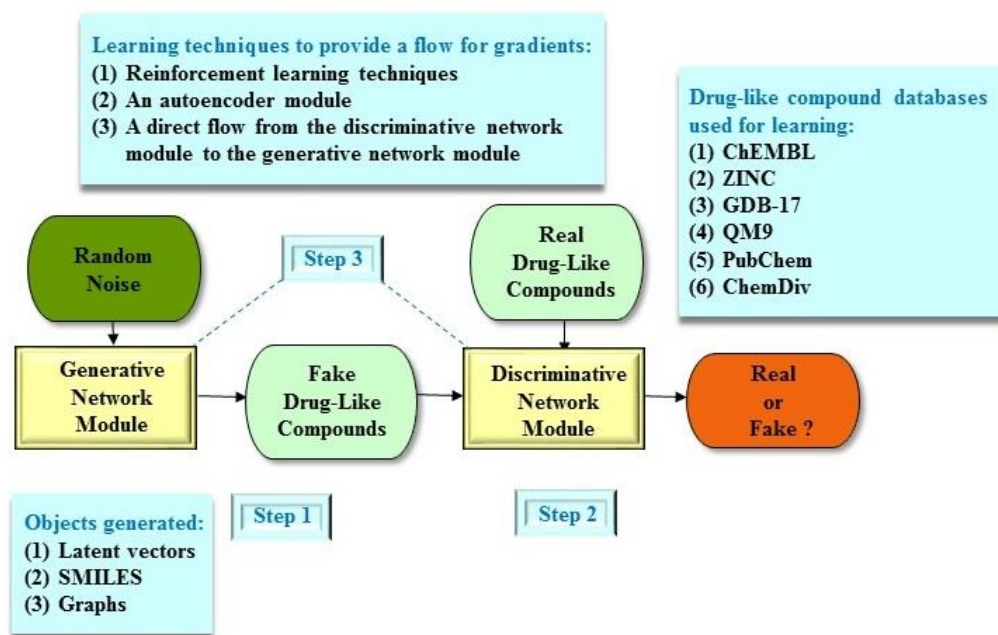 Learning techniques to provide a flow for gradients:
(1) Reinforcement learning techniques
(2) An autoencoder module
(3) A direct flow from the discriminative network
module to the generative network module
Drug-like compound databases
used for learning:
(1) ChEMBL
(2) ZINC
(3) GDB-17
(4) QM9
(5) PubChem
(6) ChemDiv
Random
Noise
Step 3
Real
Drug-Like
Compounds
Generative
Network
Module
Fake
Drug-Like
Compounds
Discriminative
Network
Module
Real
or
Fake ?
Objects generated:
(1) Latent vectors
(2) SMILES
(3) Graphs
Step 1
Step 2